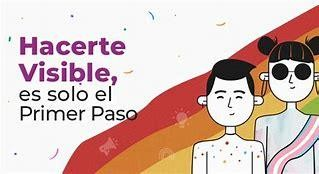 Hacerte
Visible,
es solo el
Primer Paso